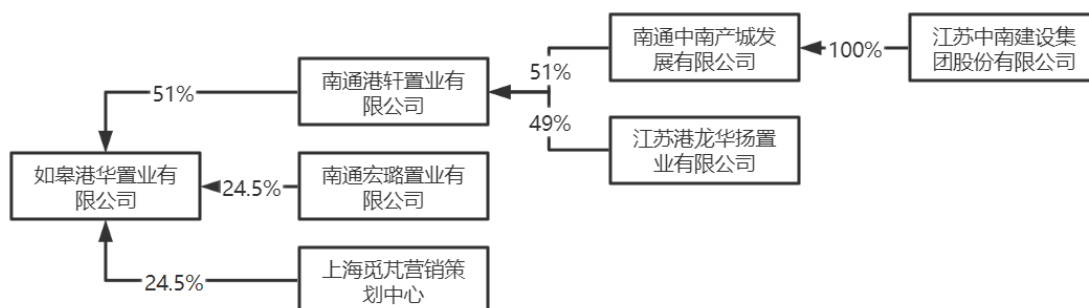 南通中南产城发
展有限公司
100%
江苏中南建设集
团股份有限公司
51%
南通港轩置业有
限公司
51%
49%
江苏港龙华扬置
业有限公司
如皋港华置业有
限公司
24.5%
南通宏璐置业有
限公司
24.5%
上海觅芃营销策
划中心